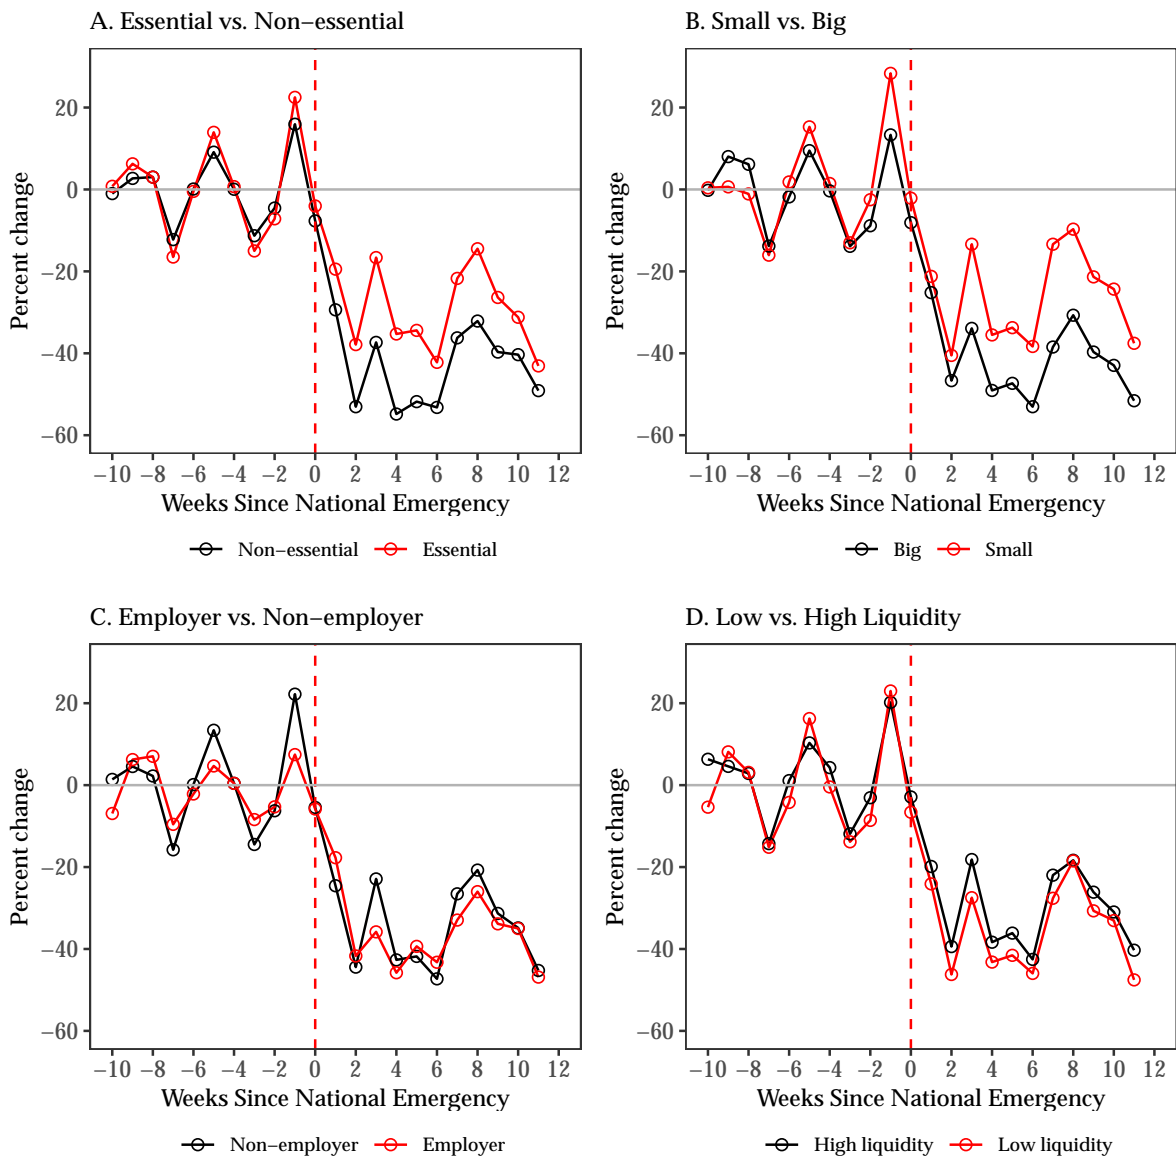 A. Essential vs. Non−essential
Percent change
20
0
−20
−40
−60
−10 −8 −6 −4 −2 0 2 4 6 8 10 12
Weeks Since National Emergency
Non−essential Essential
B. Small vs. Big
Percent change
20
0
−20
−40
−60
−10 −8 −6 −4 −2 0 2 4 6 8 10 12
Weeks Since National Emergency
Big Small
C. Employer vs. Non−employer
Percent change
20
0
−20
−40
−60
−10 −8 −6 −4 −2 0 2 4 6 8 10 12
Weeks Since National Emergency
Non−employer Employer
D. Low vs. High Liquidity
Percent change
20
0
−20
−40
−60
−10 −8 −6 −4 −2 0 2 4 6 8 10 12
Weeks Since National Emergency
High liquidity Low liquidity